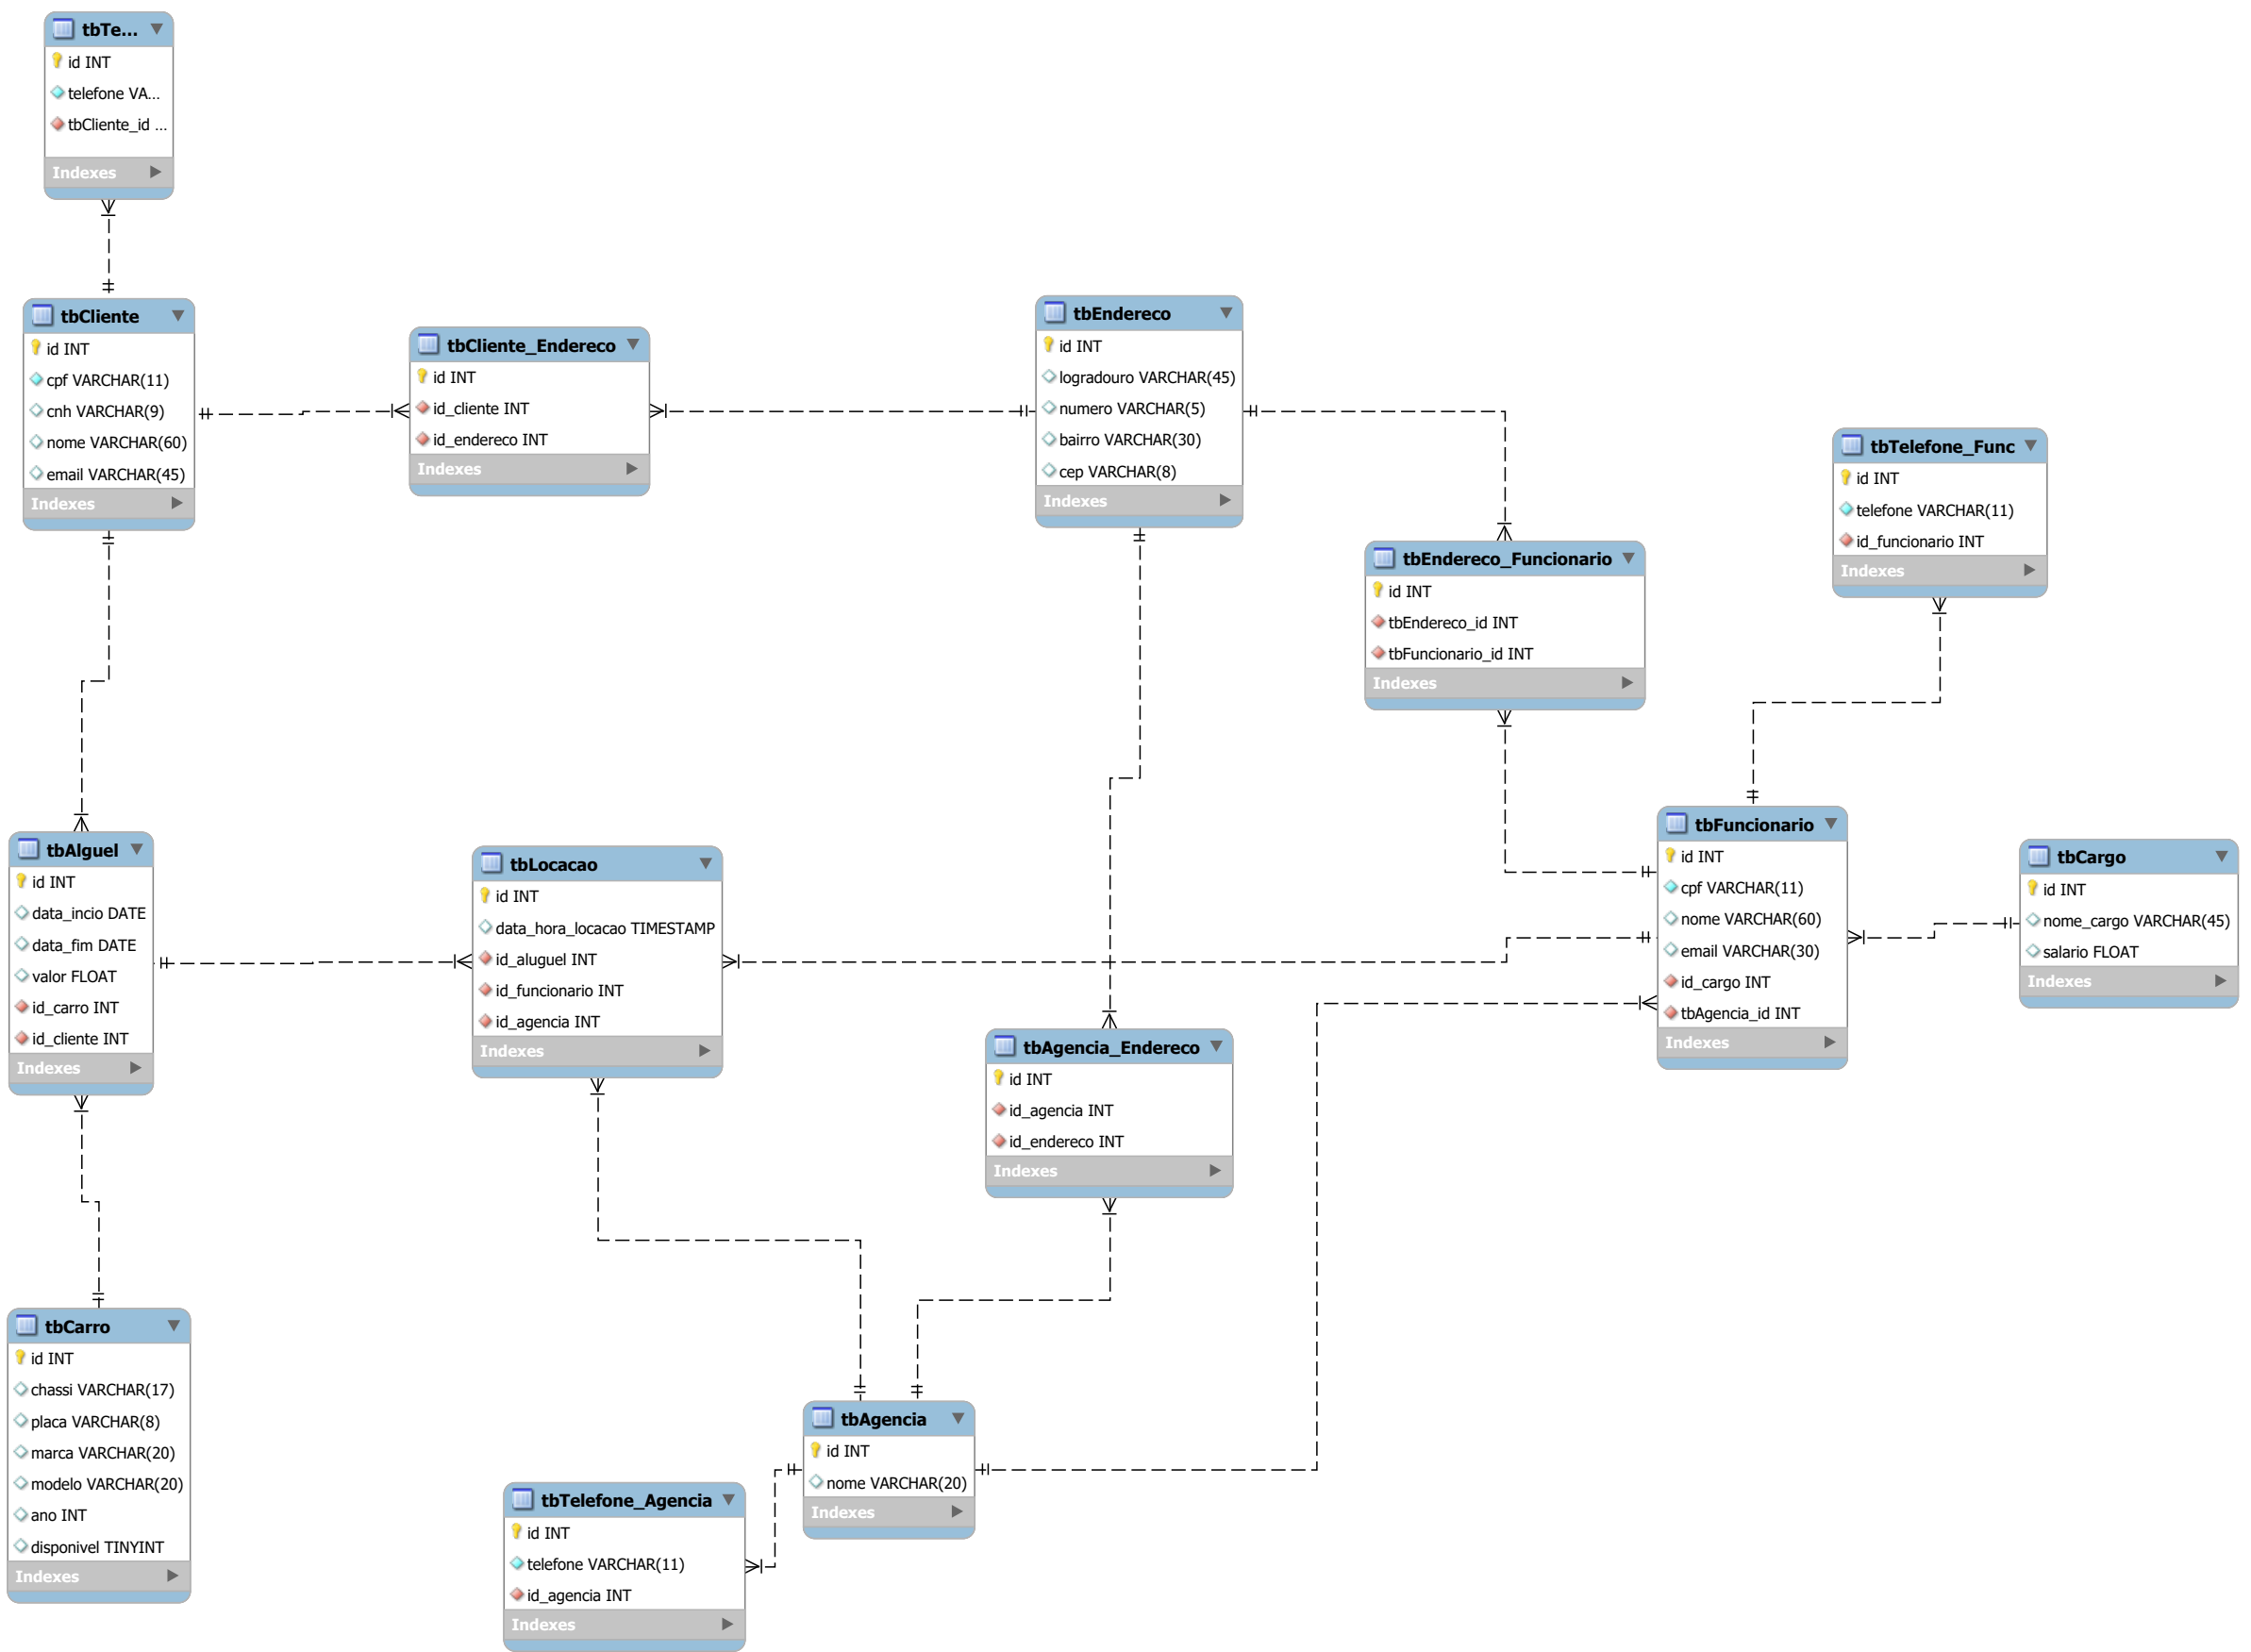 tbTe...
id INT
telefone VA...
tbCliente_id ...
Indexes
tbCliente
id INT
cpf VARCHAR(11)
cnh VARCHAR(9)
nome VARCHAR(60)
email VARCHAR(45)
Indexes
tbCliente_Endereco
id INT
id_cliente INT
id_endereco INT
Indexes
tbEndereco
id INT
logradouro VARCHAR(45)
numero VARCHAR(5)
bairro VARCHAR(30)
cep VARCHAR(8)
Indexes
tbTelefone_Func
id INT
telefone VARCHAR(11)
id_funcionario INT
Indexes
tbEndereco_Funcionario
id INT
tbEndereco_id INT
tbFuncionario_id INT
Indexes
tbAlguel
id INT
data_incio DATE
data_fim DATE
valor FLOAT
id_carro INT
id_cliente INT
Indexes
tbLocacao
id INT
data_hora_locacao TIMESTAMP
id_aluguel INT
id_funcionario INT
id_agencia INT
Indexes
tbFuncionario
id INT
cpf VARCHAR(11)
nome VARCHAR(60)
email VARCHAR(30)
id_cargo INT
tbAgencia_id INT
Indexes
tbCargo
id INT
nome_cargo VARCHAR(45)
salario FLOAT
Indexes
tbAgencia_Endereco
id INT
id_agencia INT
id_endereco INT
Indexes
tbCarro
id INT
chassi VARCHAR(17)
placa VARCHAR(8)
marca VARCHAR(20)
modelo VARCHAR(20)
ano INT
disponivel TINYINT
Indexes
tbAgencia
id INT
nome VARCHAR(20)
Indexes
tbTelefone_Agencia
id INT
telefone VARCHAR(11)
id_agencia INT
Indexes